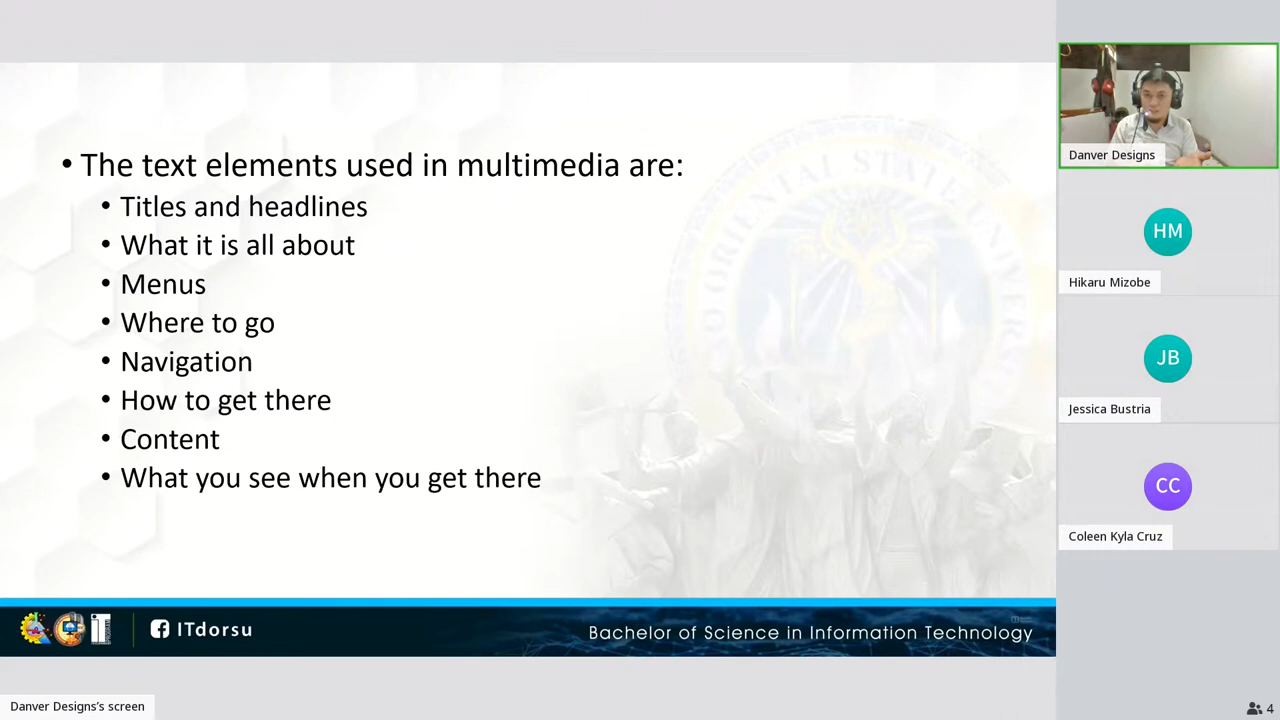 • The text elements used in multimedia are:
• Titles and headlines
• What it is all about
• Menus
• Where to go
• Navigation
• How to get there
• Content
• What you see when you get there
ITdorsu
Bachelor of Science in Information Technology
Danver Designs's screen
Danver Designs
HM
Hikaru Mizobe
JB
Jessica Bustria
CC
Coleen Kyla Cruz
4